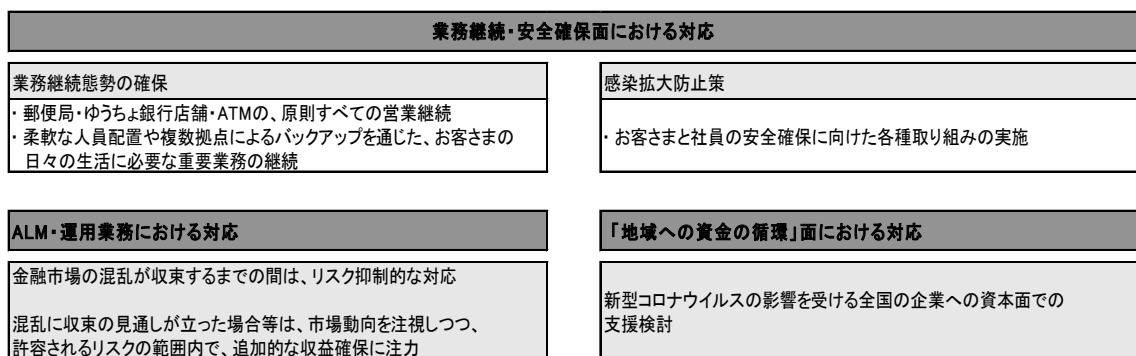 業務継続・安全確保面における対応
業務継続態勢の確保
・ 郵便局・ゆうちょ銀行店舗・ATMの、原則すべての営業継続
・ 柔軟な人員配置や複数拠点によるバックアップを通じた、お客さまの
日々の生活に必要な重要業務の継続
感染拡大防止策
・ お客さまと社員の安全確保に向けた各種取り組みの実施
ALM・運用業務における対応
金融市場の混乱が収束するまでの間は、リスク抑制的な対応
混乱に収束の見通しが立った場合等は、市場動向を注視しつつ、
許容されるリスクの範囲内で、追加的な収益確保に注力
「地域への資金の循環」面における対応
新型コロナウイルスの影響を受ける全国の企業への資本面での
支援検討